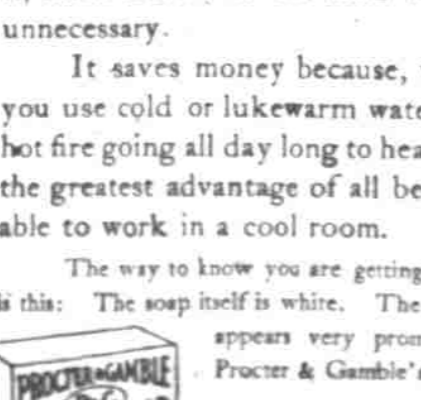 unnecessary.
It saves money because,
you use cold or lukewarm wate
hot fire going all day long to hea
the greatest advantage of all be
able to work in a cool room.
The way to know you are getting
is this: The soap itself is white. The
appears very prom
Procter & Gamble's
PROCTER & GAMBLE